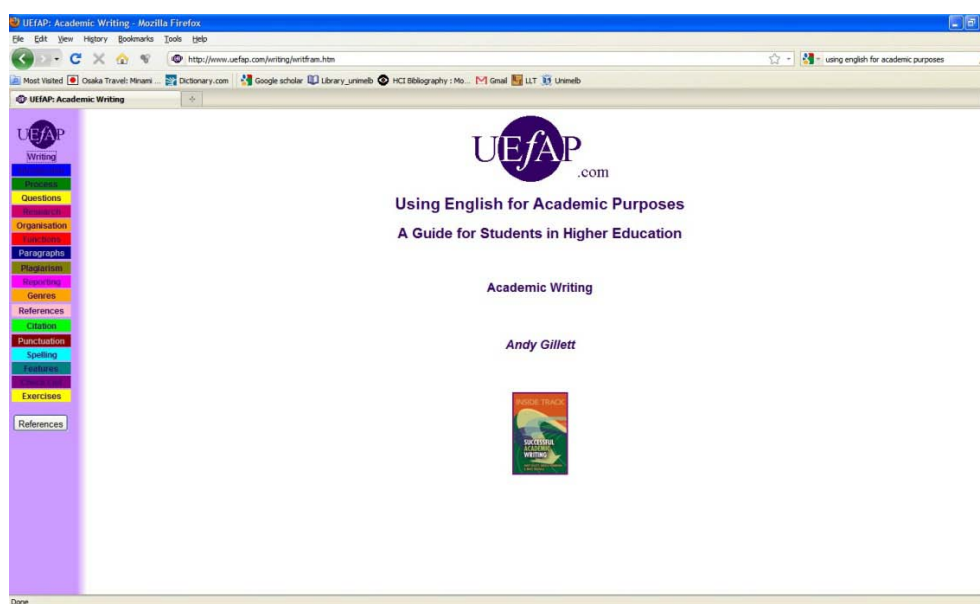 UEfAP: Academic Writing - Mozilla Firefox
File Edit View History Bookmarks Tools Help
http://www.uefap.com/writing/writfram.htm
using english for academic purposes
Most Visited Osaka Travel: Minami ... Dictionary.com Google scholar Library_unimelb HCI Bibliography : Mo... Gmail LLT Unimelb
UEfAP: Academic Writing
UEfAP
Writing
Process
Questions
Research
Organisation
Functions
Paragraphs
Plagiarism
Reporting
Genres
References
Citation
Punctuation
Spelling
Features
Exercises
References
UEfAP
.com
Using English for Academic Purposes
A Guide for Students in Higher Education
Academic Writing
Andy Gillett
INSIDE TRACK
SUCCESSFUL
ACADEMIC
WRITING
Done